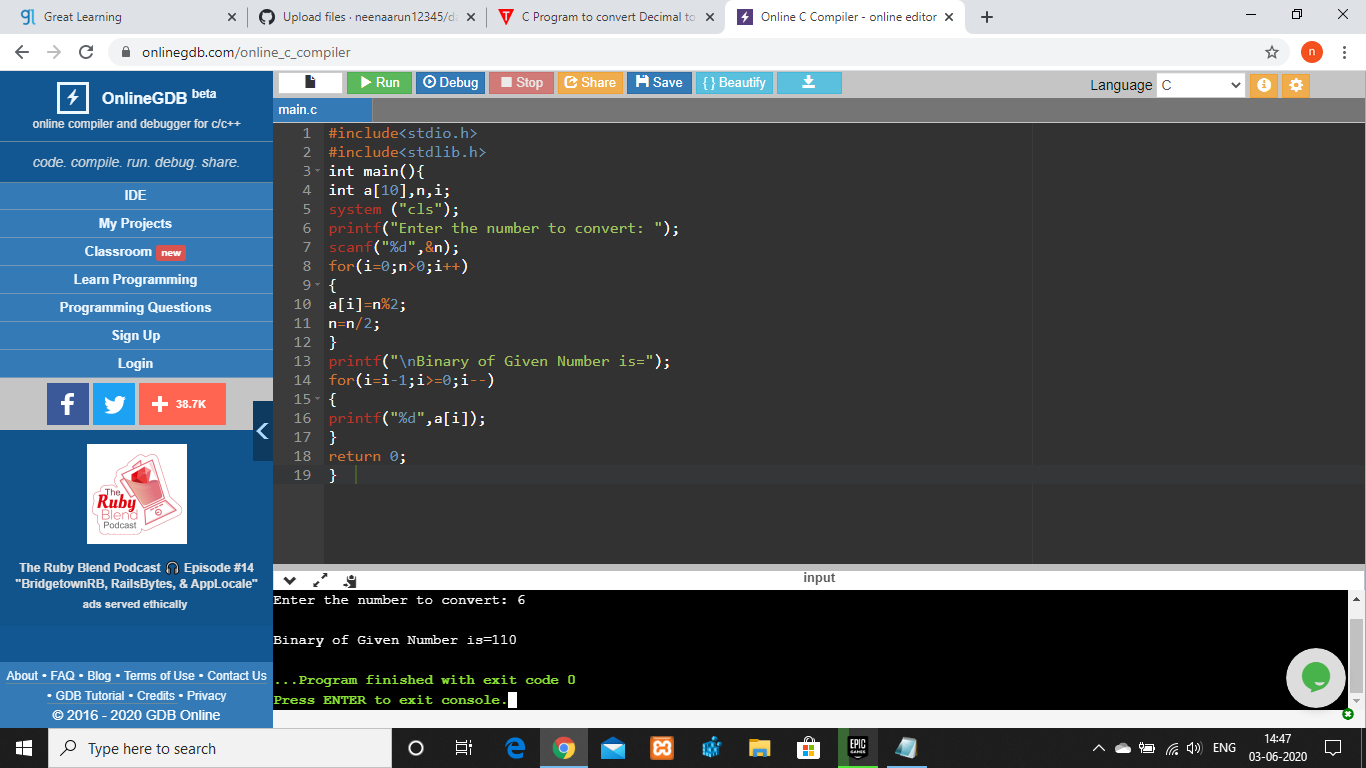 Great Learning
Upload files · neenaarun12345/da
C Program to convert Decimal to
Online C Compiler - online editor
onlinegdb.com/online_c_compiler
n
OnlineGDB beta
online compiler and debugger for c/c++
code. compile. run. debug. share.
IDE
My Projects
Classroom new
Learn Programming
Programming Questions
Sign Up
Login
38.7K
The
Ruby
Blend
Podcast
The Ruby Blend Podcast 🎧 Episode #14
"BridgetownRB, RailsBytes, & AppLocale"
ads served ethically
About • FAQ • Blog • Terms of Use • Contact Us
• GDB Tutorial • Credits • Privacy
© 2016 - 2020 GDB Online
Run Debug Stop Share Save { } Beautify
Language C
main.c
1 #include<stdio.h>
2 #include<stdlib.h>
3 int main(){
4 int a[10],n,i;
5 system ("cls");
6 printf("Enter the number to convert: ");
7 scanf("%d",&n);
8 for(i=0;n>0;i++)
9 {
10 a[i]=n%2;
11 n=n/2;
12 }
13 printf("\nBinary of Given Number is=");
14 for(i=i-1;i>=0;i--)
15 {
16 printf("%d",a[i]);
17 }
18 return 0;
19 }
input
Enter the number to convert: 6
Binary of Given Number is=110
...Program finished with exit code 0
Press ENTER to exit console.
Type here to search
EPIC
GAMES
ENG
14:47
03-06-2020